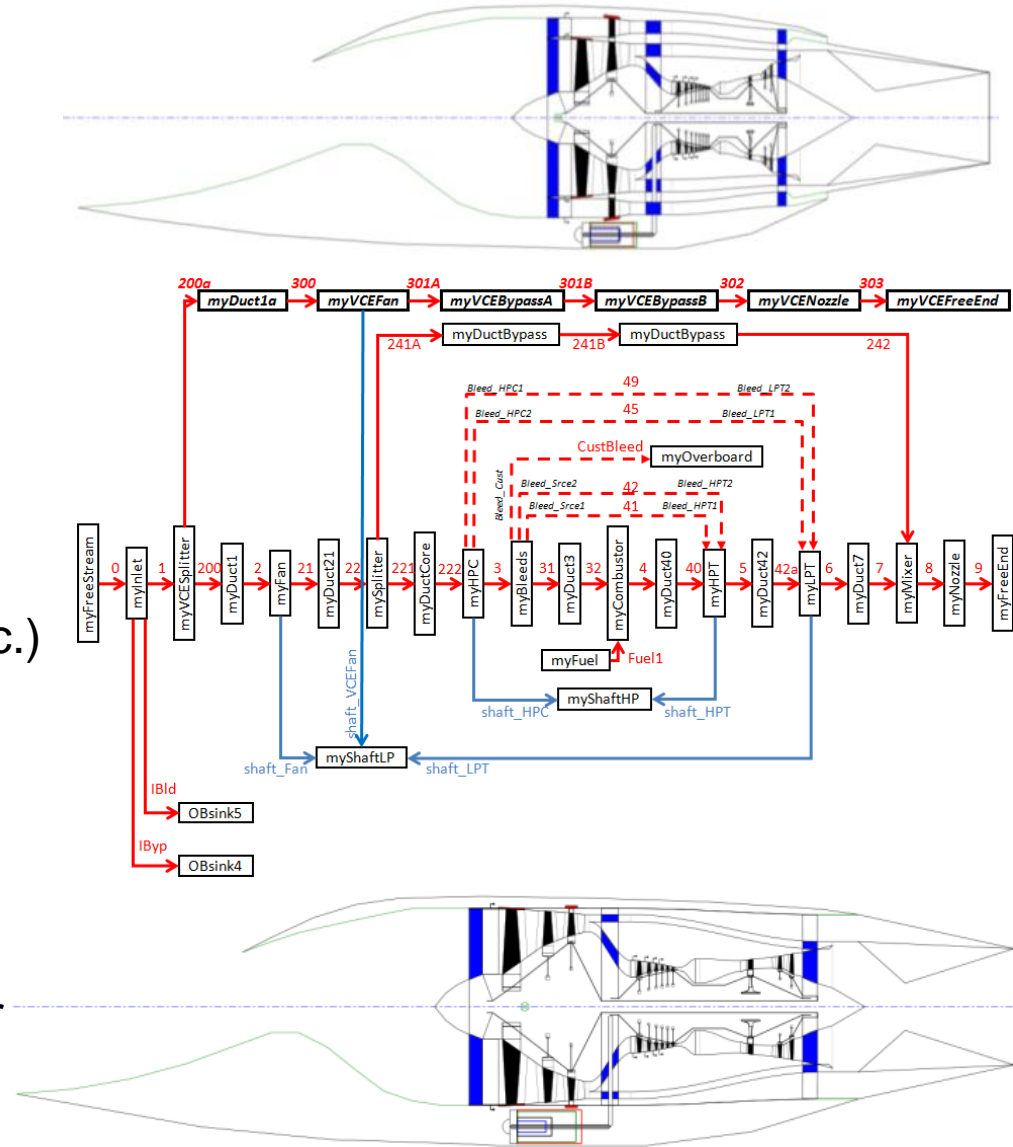 200a 300 301A 301B 302 303
myDuct1a myVCEFan myVCEBypassA myVCEBypassB myVCENozzle myVCEFreeEnd
241A myDuctBypass 241B myDuctBypass 242
Bleed_HPC1 49 Bleed_LPT2
Bleed_HPC2 45 Bleed_LPT1
CustBleed myOverboard
Bleed_Cust
Bleed_Srce2 42 Bleed_HPT2
Bleed_Srce1 41 Bleed_HPT1
myFreeStream 0 myInlet 1 myVCESplitter 200 myDuct1 2 myFan 21 myDuct21 22 mySplitter 221 myDuctCore 222 myHPC 3 myBleeds 31 myDuct3 32 myCombustor 4 myDuct40 40 myHPT 5 myDuct42 42a myLPT 6 myDuct7 7 myMixer 8 myNozzle 9 myFreeEnd
c.)
myFuel Fuel1
shaft_VCEFan
myShaftHP
shaft_HPC shaft_HPT
myShaftLP
shaft_Fan shaft_LPT
IBld
OBsink5
IByp
OBsink4